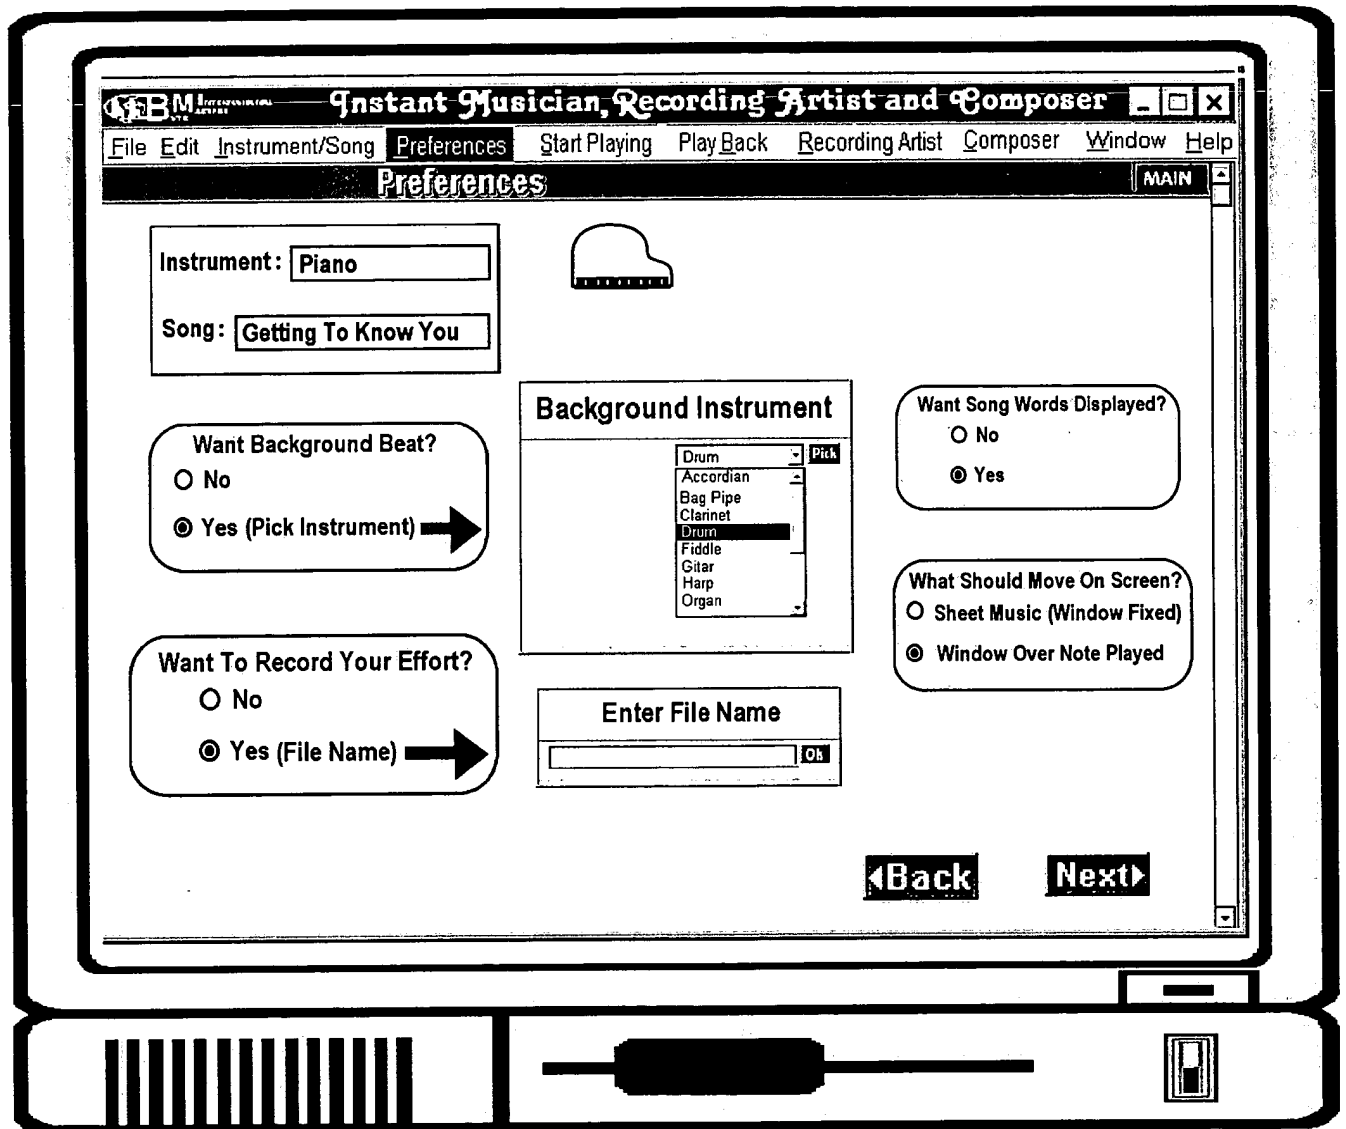 BMI INTERNATIONAL Instant Musician, Recording Artist and Composer
File Edit Instrument/Song Preferences Start Playing Play Back Recording Artist Composer Window Help
Preferences MAIN
Instrument: Piano
Song: Getting To Know You
Want Background Beat?
No
Yes (Pick Instrument)
Background Instrument
Drum Pick
Accordian
Bag Pipe
Clarinet
Drum
Fiddle
Gitar
Harp
Organ
Want Song Words Displayed?
No
Yes
What Should Move On Screen?
Sheet Music (Window Fixed)
Window Over Note Played
Want To Record Your Effort?
No
Yes (File Name)
Enter File Name
Ok
Back Next